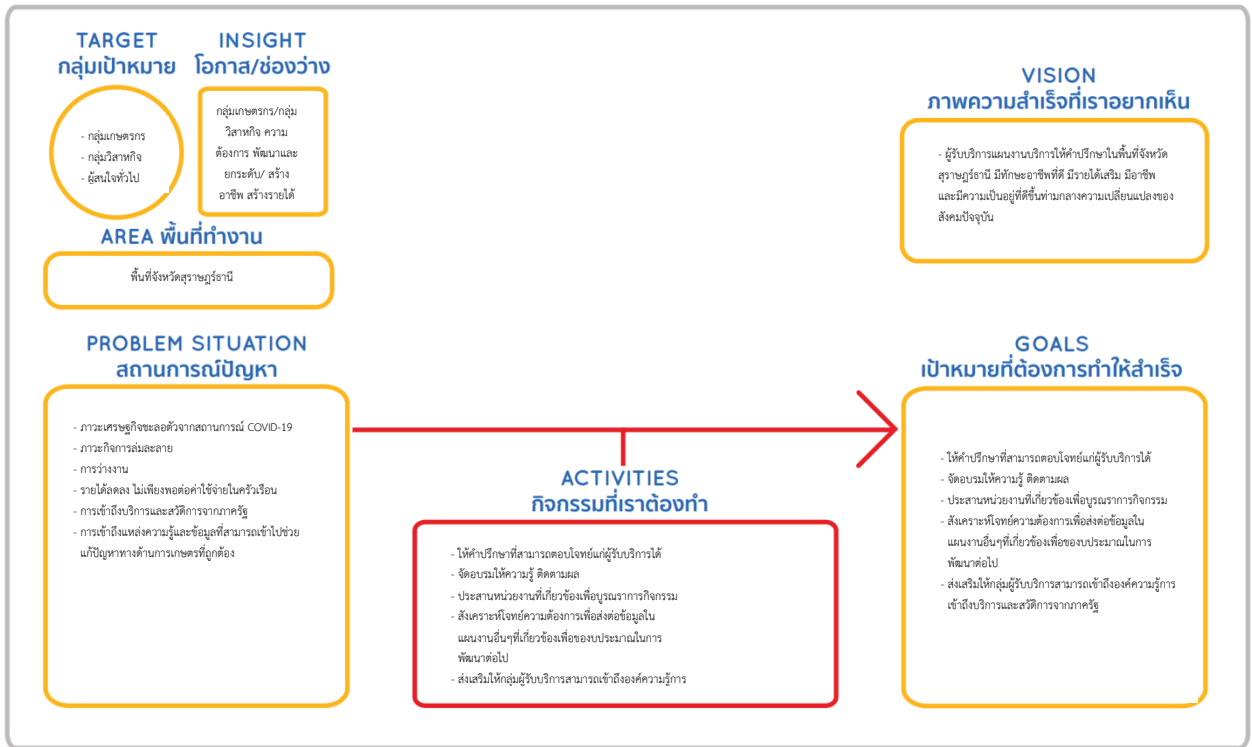 TARGET
กลุ่มเป้าหมาย
- กลุ่มเกษตรกร
- กลุ่มวิสาหกิจ
- ผู้สนใจทั่วไป
INSIGHT
โอกาส/ช่องว่าง
กลุ่มเกษตรกร/กลุ่ม
วิสาหกิจ ความ
ต้องการ พัฒนาและ
ยกระดับ/ สร้าง
อาชีพ สร้างรายได้
VISION
ภาพความสำเร็จที่เราอยากเห็น
- ผู้รับบริการแผนงานบริการให้คำปรึกษาในพื้นที่จังหวัด
สุราษฎร์ธานี มีทักษะอาชีพที่ดี มีรายได้เสริม มีอาชีพ
และมีความเป็นอยู่ที่ดีขึ้นท่ามกลางความเปลี่ยนแปลงของ
สังคมปัจจุบัน
AREA พื้นที่ทำงาน
พื้นที่จังหวัดสุราษฎร์ธานี
PROBLEM SITUATION
สถานการณ์ปัญหา
- ภาวะเศรษฐกิจชะลอตัวจากสถานการณ์ COVID-19
- ภาวะกิจการล่มละลาย
- การว่างงาน
- รายได้ลดลง ไม่เพียงพอต่อค่าใช้จ่ายในครัวเรือน
- การเข้าถึงบริการและสวัติการจากภาครัฐ
- การเข้าถึงแหล่งความรู้และข้อมูลที่สามารถเข้าไปช่วย
แก้ปัญหาทางด้านการเกษตรที่ถูกต้อง
ACTIVITIES
กิจกรรมที่เราต้องทำ
- ให้คำปรึกษาที่สามารถตอบโจทย์แก่ผู้รับบริการได้
- จัดอบรมให้ความรู้ ติดตามผล
- ประสานหน่วยงานที่เกี่ยวข้องเพื่อบูรณราการกิจกรรม
- สังเคราะห์โจทย์ความต้องการเพื่อส่งต่อข้อมูลใน
แผนงานอื่นๆที่เกี่ยวข้องเพื่อของบประมาณในการ
พัฒนาต่อไป
- ส่งเสริมให้กลุ่มผู้รับบริการสามารถเข้าถึงองค์ความรู้การ
GOALS
เป้าหมายที่ต้องการทำให้สำเร็จ
- ให้คำปรึกษาที่สามารถตอบโจทย์แก่ผู้รับบริการได้
- จัดอบรมให้ความรู้ ติดตามผล
- ประสานหน่วยงานที่เกี่ยวข้องเพื่อบูรณราการกิจกรรม
- สังเคราะห์โจทย์ความต้องการเพื่อส่งต่อข้อมูลใน
แผนงานอื่นๆที่เกี่ยวข้องเพื่อของบประมาณในการ
พัฒนาต่อไป
- ส่งเสริมให้กลุ่มผู้รับบริการสามารถเข้าถึงองค์ความรู้การ
เข้าถึงบริการและสวัติการจากภาครัฐ